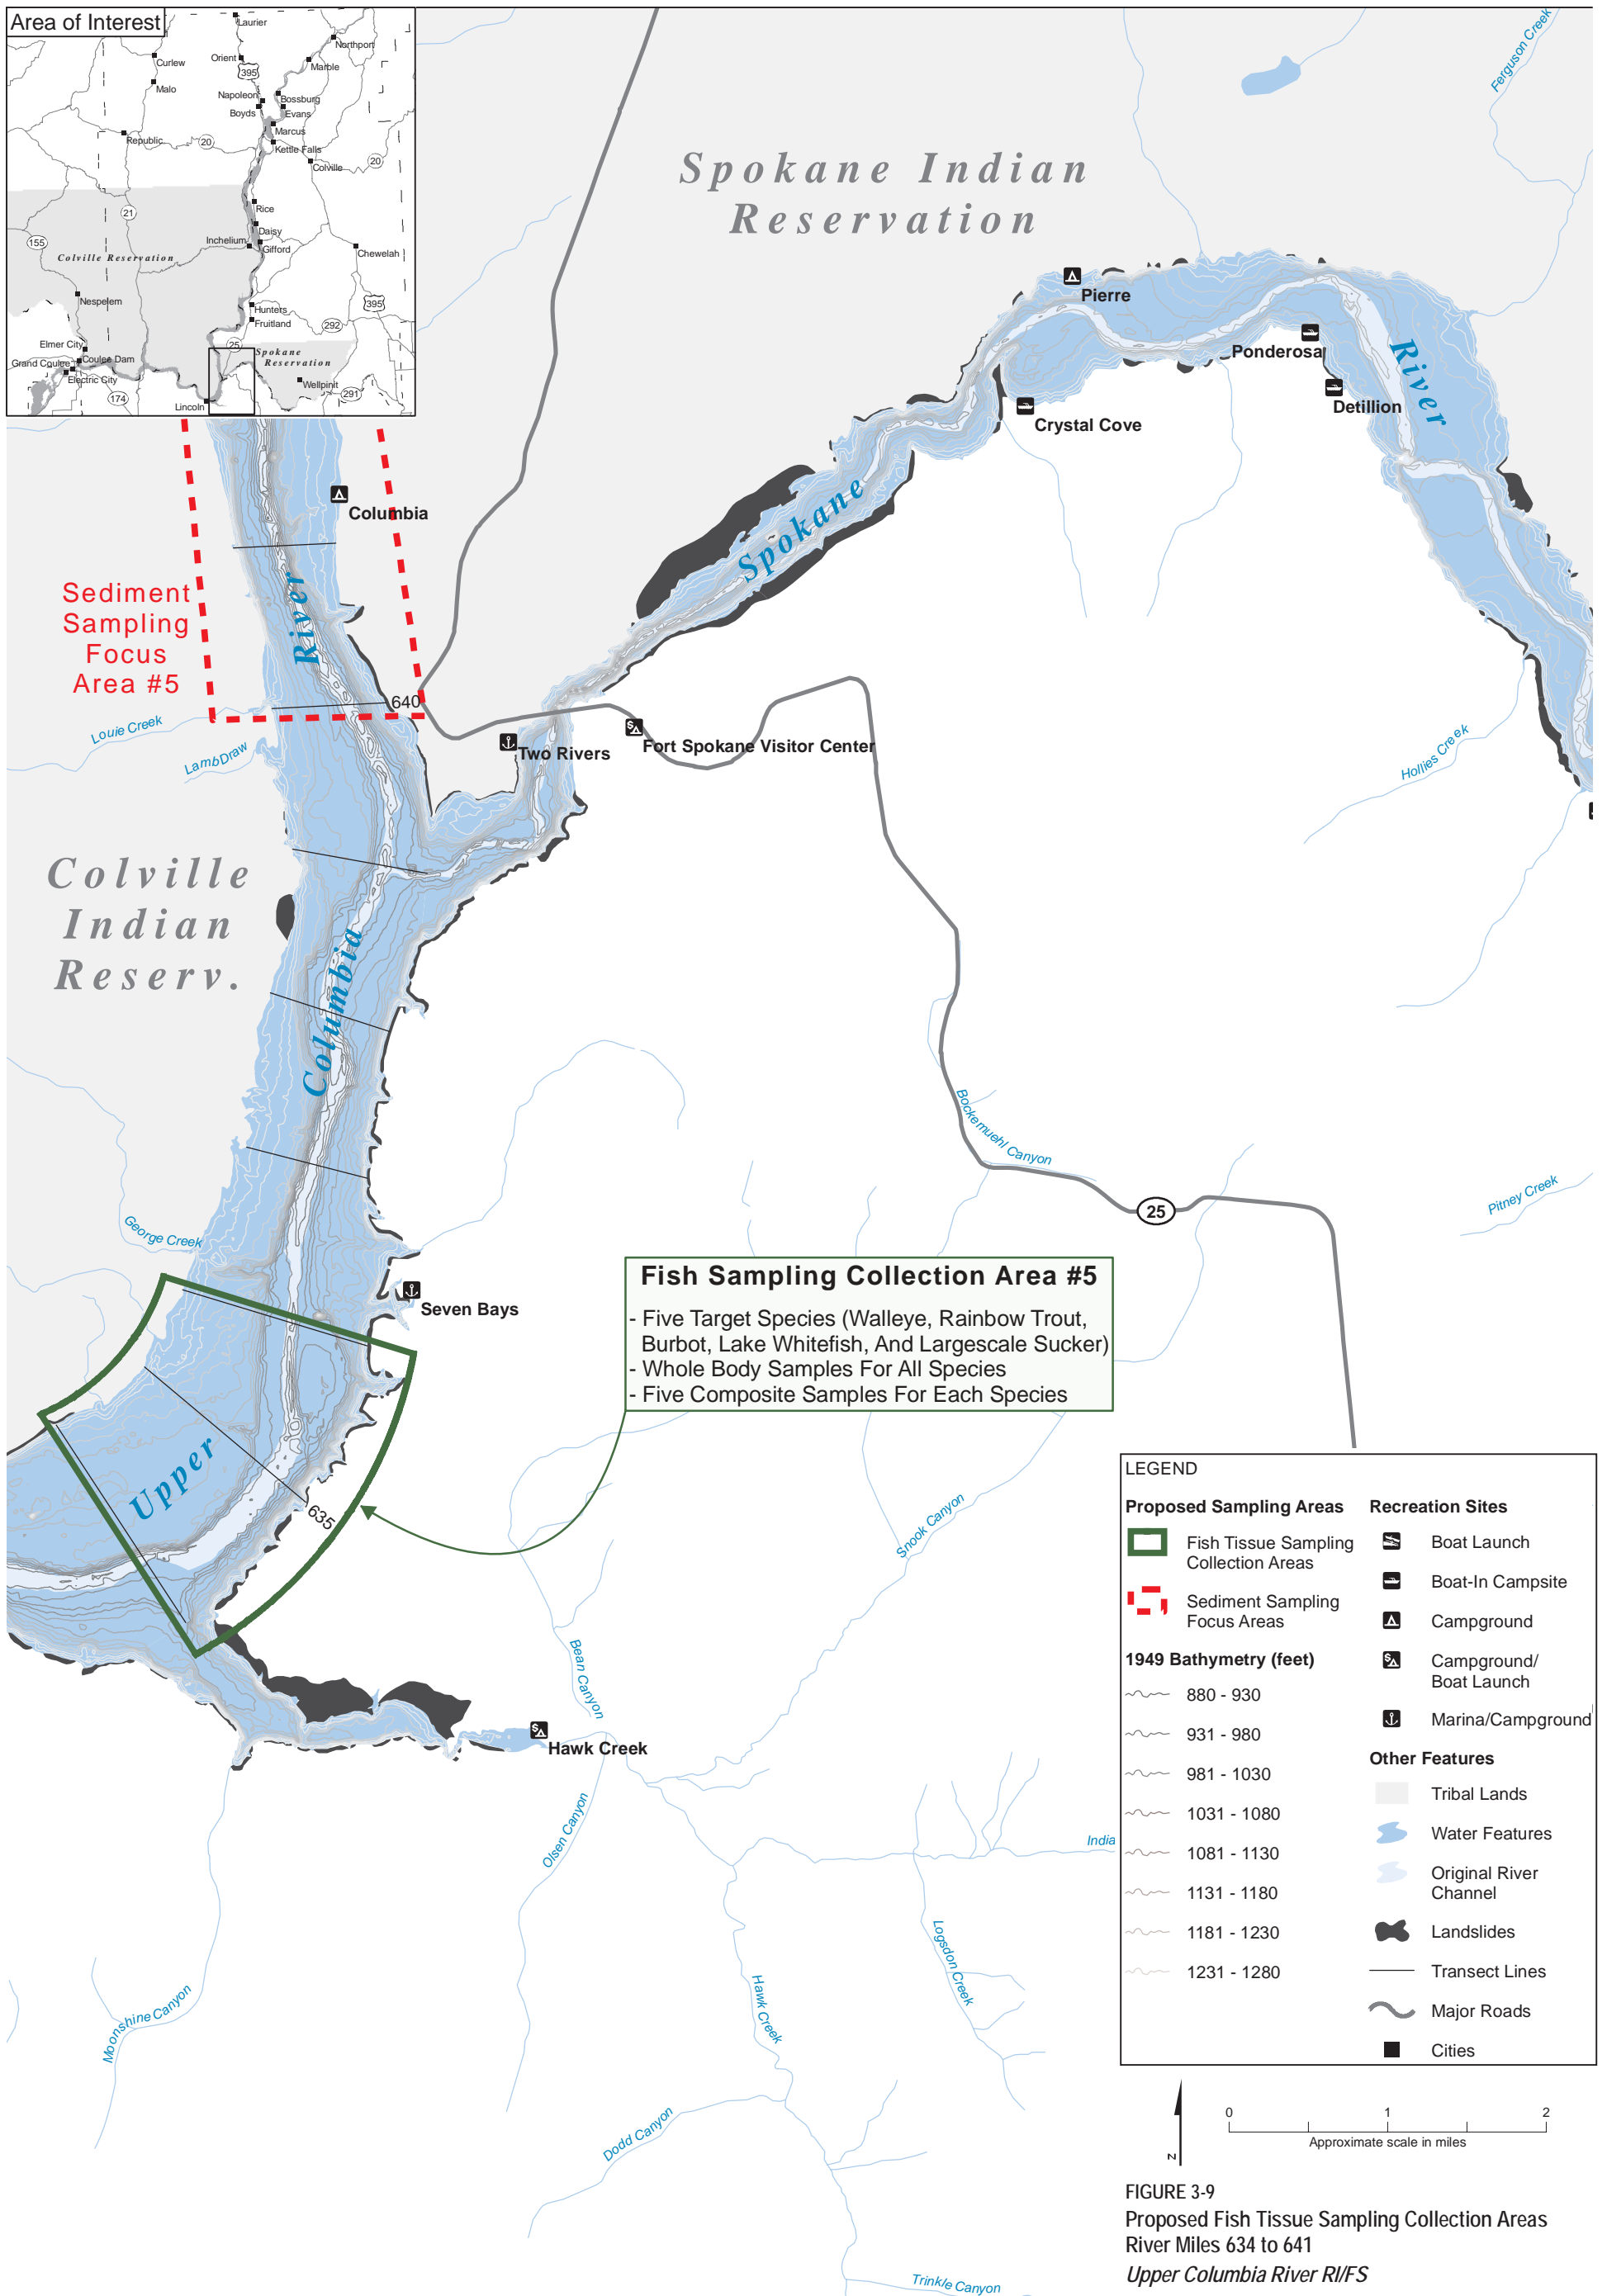 Area of Interest
Laurier
Northport
Orient
Curlew
395
Marble
Malo
Napoleon
Bossburg
Boyds
Evans
Marcus
Republic
20
Kettle Falls
Colville
20
Rice
21
Daisy
155
Inchelium
Gifford
Chewelah
Colville Reservation
Nespelem
Hunters
395
Fruitland
292
Elmer City
25
Spokane
Reservation
Grand Coulee
Coulee Dam
Electric City
Wellpinit
174
291
Lincoln
Ferguson Creek
Spokane Indian
Reservation
Pierre
Ponderosa
River
Detillion
Crystal Cove
Spokane
Columbia
Sediment
Sampling
Focus
Area #5
River
640
Louie Creek
Lamb Draw
Two Rivers
Fort Spokane Visitor Center
Hollies Creek
Colville
Indian
Reserv.
Columbia
Bockemuehl Canyon
25
Pitney Creek
George Creek
Seven Bays
Fish Sampling Collection Area #5
- Five Target Species (Walleye, Rainbow Trout,
Burbot, Lake Whitefish, And Largescale Sucker)
- Whole Body Samples For All Species
- Five Composite Samples For Each Species
Upper
635
Snook Canyon
Bean Canyon
Hawk Creek
Olsen Canyon
India
Logsdon Creek
Hawk Creek
Moonshine Canyon
Dodd Canyon
Trinkle Canyon
LEGEND
Proposed Sampling Areas
Fish Tissue Sampling
Collection Areas
Sediment Sampling
Focus Areas
1949 Bathymetry (feet)
880 - 930
931 - 980
981 - 1030
1031 - 1080
1081 - 1130
1131 - 1180
1181 - 1230
1231 - 1280
Recreation Sites
Boat Launch
Boat-In Campsite
Campground
Campground/
Boat Launch
Marina/Campground
Other Features
Tribal Lands
Water Features
Original River
Channel
Landslides
Transect Lines
Major Roads
Cities
N
0 1 2
Approximate scale in miles
FIGURE 3-9
Proposed Fish Tissue Sampling Collection Areas
River Miles 634 to 641
Upper Columbia River RI/FS